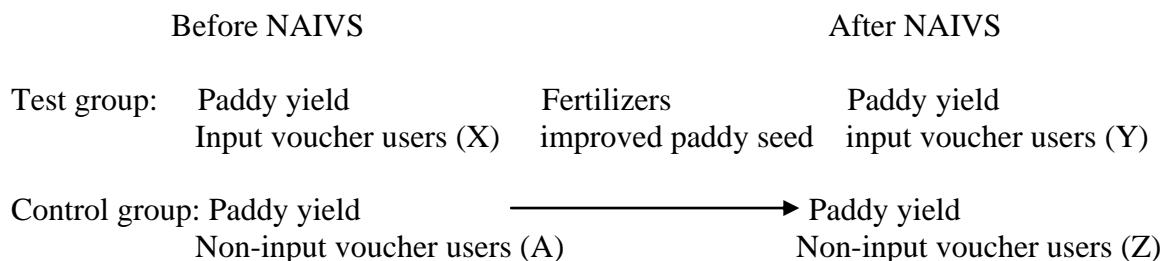 Before NAIVS After NAIVS
Test group: Paddy yield Fertilizers Paddy yield
Input voucher users (X) improved paddy seed input voucher users (Y)
Control group: Paddy yield Paddy yield
Non-input voucher users (A) Non-input voucher users (Z)